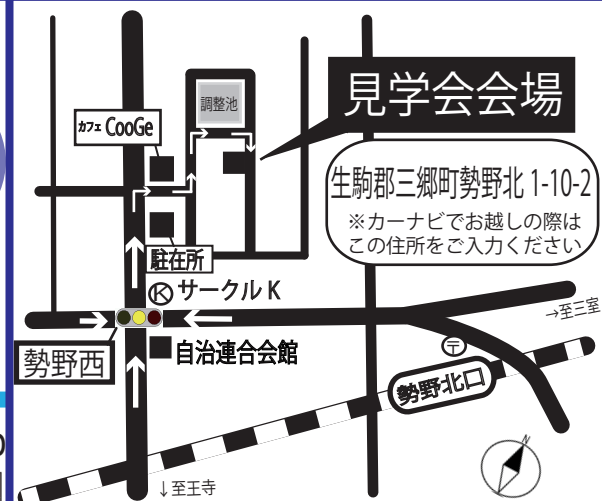 見学会会場
調整池
カフェ CooGe
生駒郡三郷町勢野北 1-10-2
※カーナビでお越しの際は
この住所をご入力ください
駐在所
Ⓚ サークル K
→至三室
勢野西
自治連合会館
〒
勢野北口
N
↓至王寺